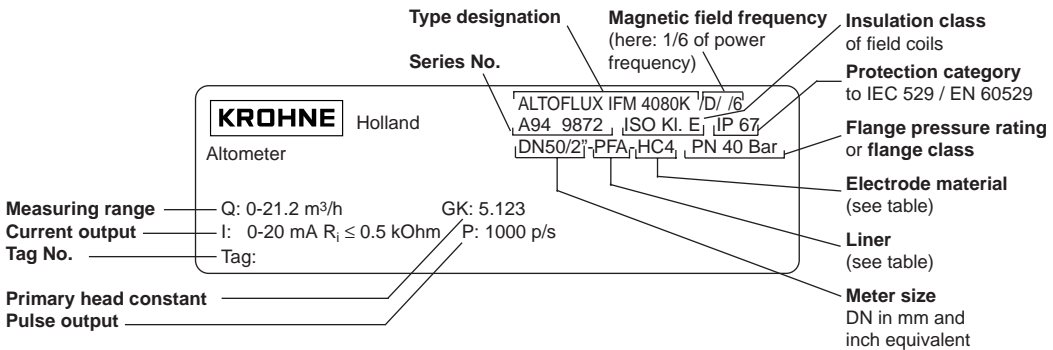 Type designation
Magnetic field frequency
(here: 1/6 of power
frequency)
Insulation class
of field coils
Series No.
Protection category
to IEC 529 / EN 60529
Flange pressure rating
or flange class
Electrode material
(see table)
Liner
(see table)
Meter size
DN in mm and
inch equivalent
KROHNE Holland
Altometer
ALTOFLUX IFM 4080K /D/ /6
A94 9872 ISO Kl. E IP 67
DN50/2"-PFA-HC4 PN 40 Bar
Measuring range Q: 0-21.2 m³/h GK: 5.123
Current output I: 0-20 mA Ri ≤ 0.5 kOhm P: 1000 p/s
Tag No. Tag:
Primary head constant
Pulse output